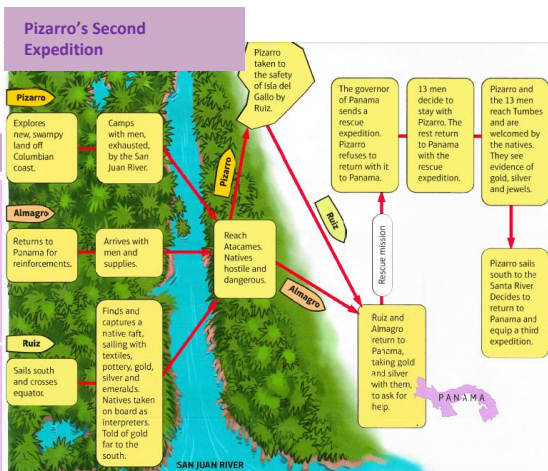 Pizarro's Second
Expedition
Pizarro
Explores
new, swampy
land off
Columbian
coast.
Camps
with men,
exhausted,
by the San
Juan River.
Almagro
Returns to
Panama for
reinforcements.
Arrives with
men and
supplies.
Ruiz
Sails south
and crosses
equator.
Finds and
captures a
native raft,
sailing with
textiles,
pottery, gold,
silver and
emeralds.
Natives taken
on board as
interpreters.
Told of gold
far to the
south.
Reach
Atacames.
Natives
hostile and
dangerous.
Pizarro
Pizarro
taken to
the safety
of Isla del
Gallo by
Ruiz.
Ruiz
Almagro
Ruiz and
Almagro
return to
Panama,
taking gold
and silver
with them,
to ask for
help.
Rescue mission
The governor
of Panama
sends a
rescue
expedition.
Pizarro
refuses to
return with it
to Panama.
13 men
decide to
stay with
Pizarro. The
rest return
to Panama
with the
rescue
expedition.
Pizarro and
the 13 men
reach Tumbes
and are
welcomed by
the natives.
They see
evidence of
gold, silver
and jewels.
Pizarro sails
south to the
Santa River.
Decides to
return to
Panama and
equip a third
expedition.
PANAMA
SAN JUAN RIVER